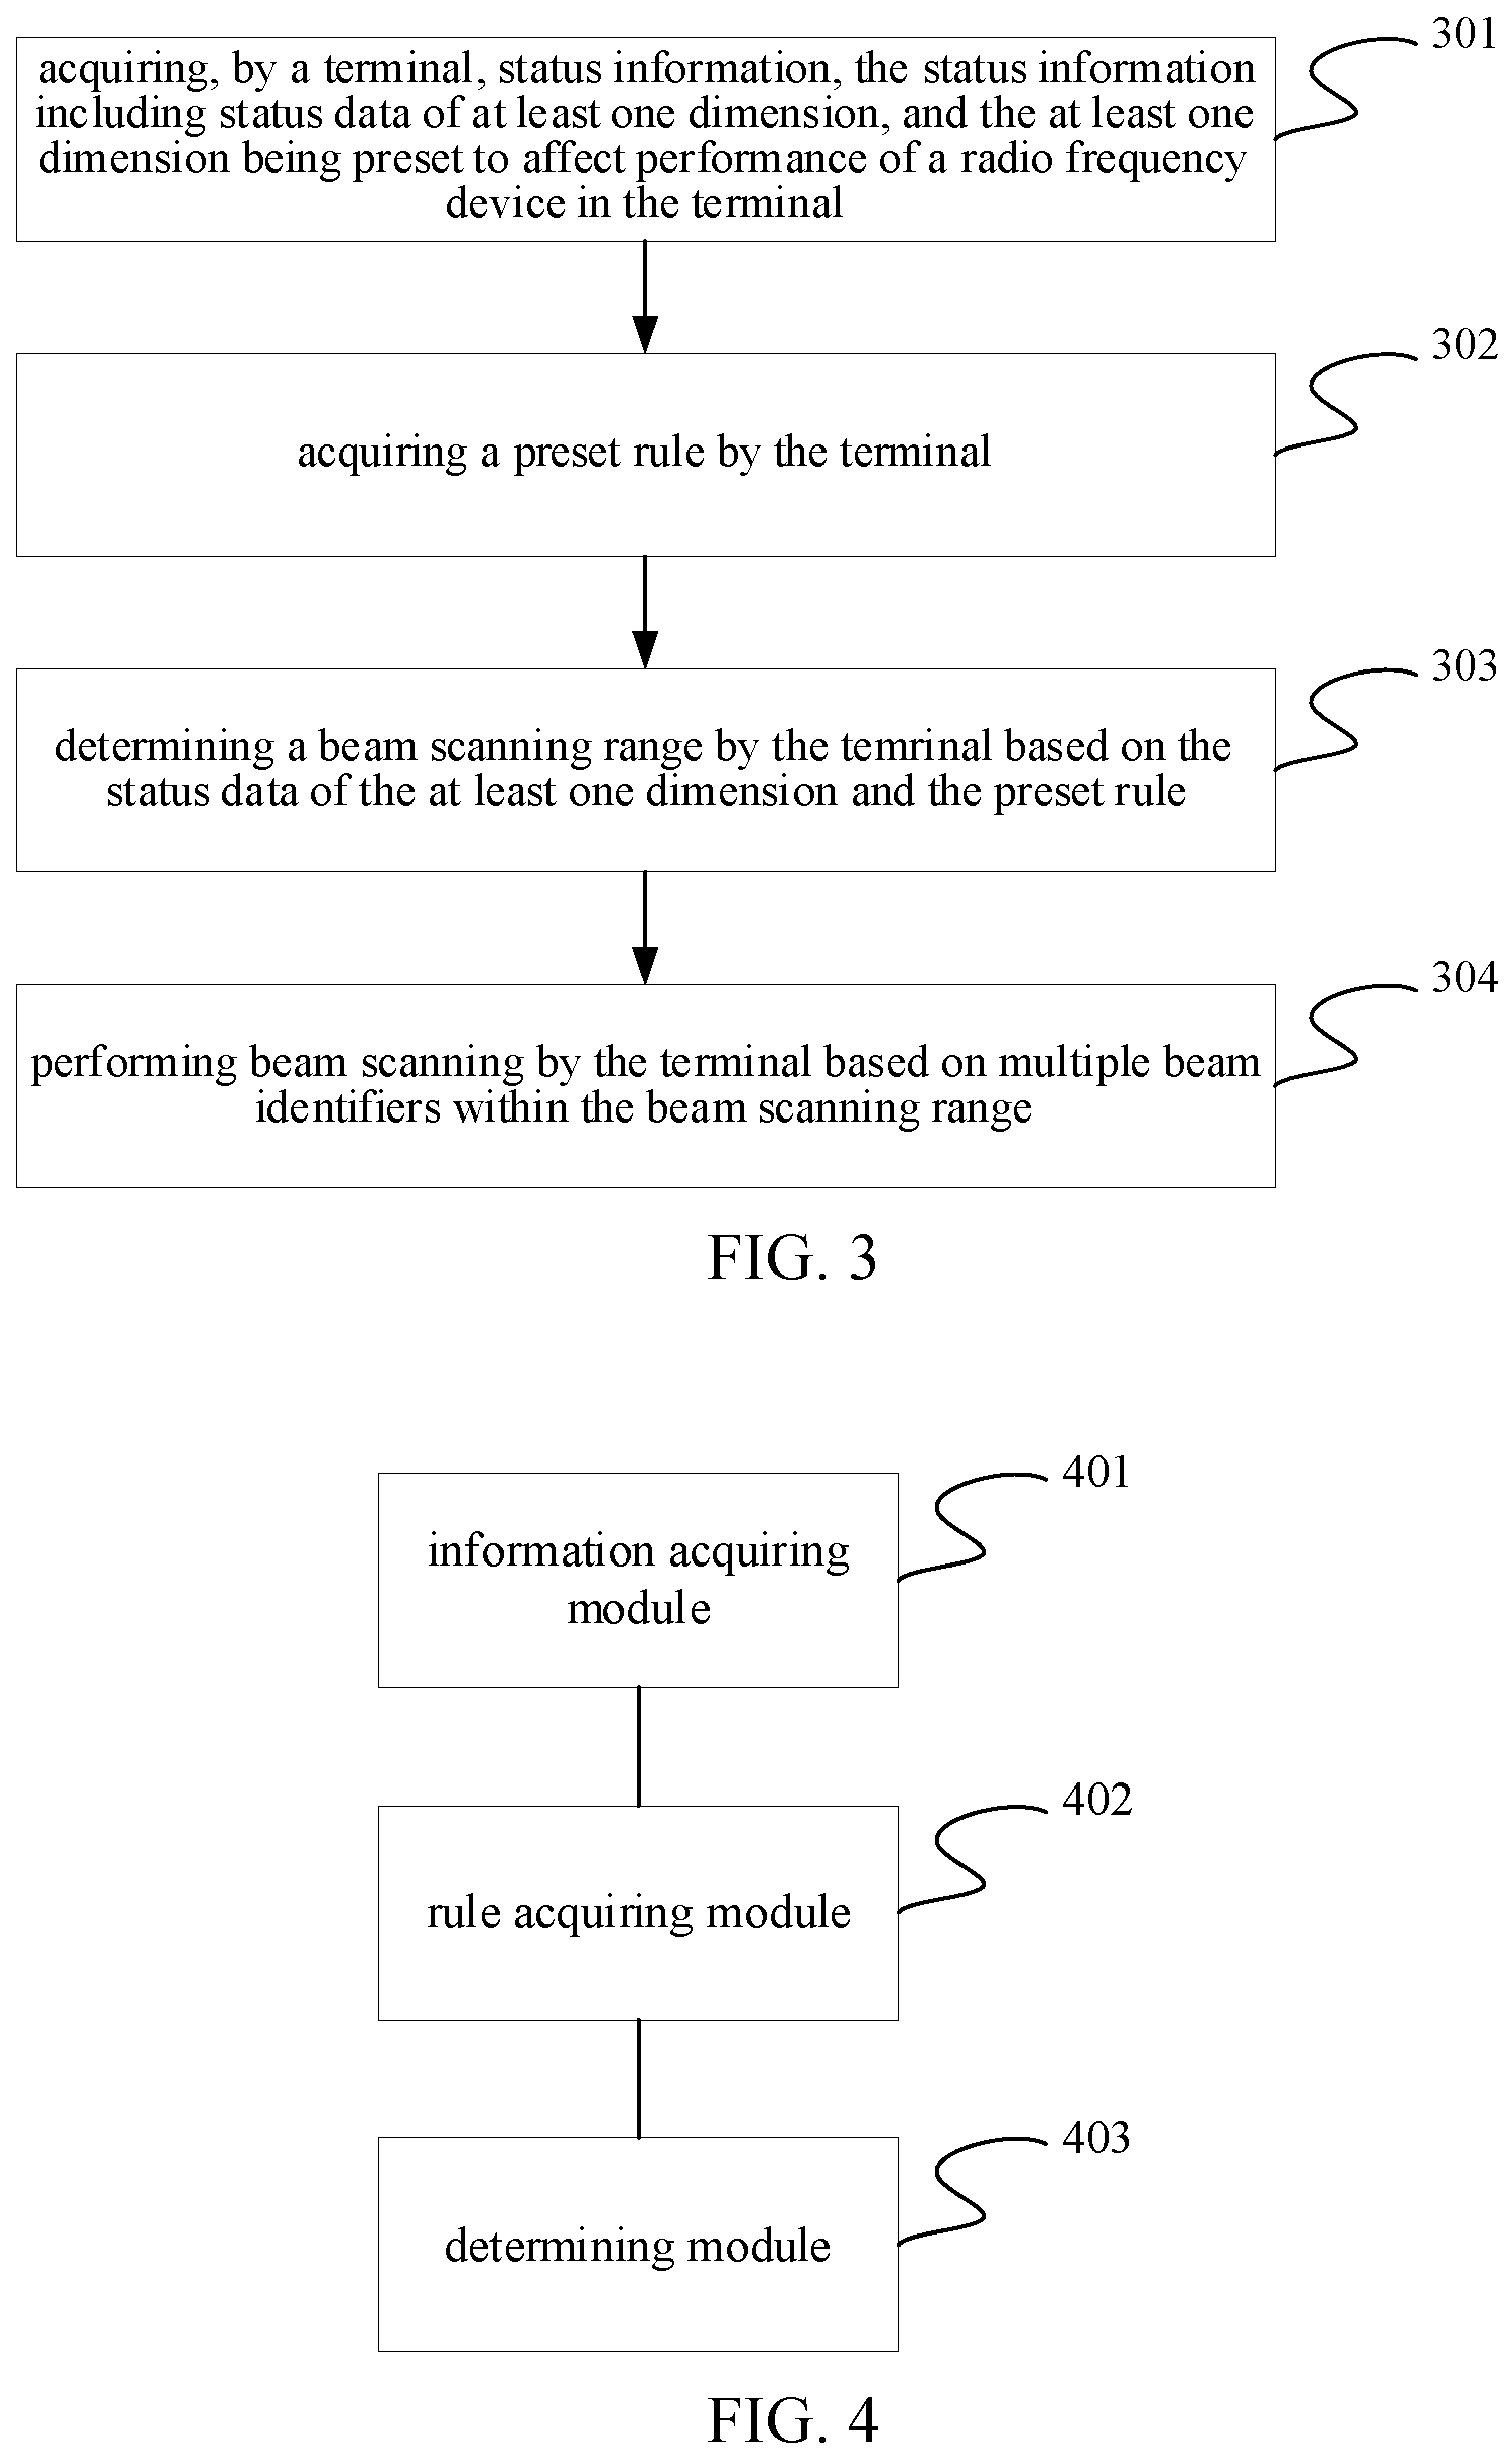 301
acquiring, by a terminal, status information, the status information
including status data of at least one dimension, and the at least one
dimension being preset to affect performance of a radio frequency
device in the terminal
302
acquiring a preset rule by the terminal
303
determining a beam scanning range by the temrinal based on the
status data of the at least one dimension and the preset rule
304
performing beam scanning by the terminal based on multiple beam
identifiers within the beam scanning range
FIG. 3
401
information acquiring
module
402
rule acquiring module
403
determining module
FIG. 4